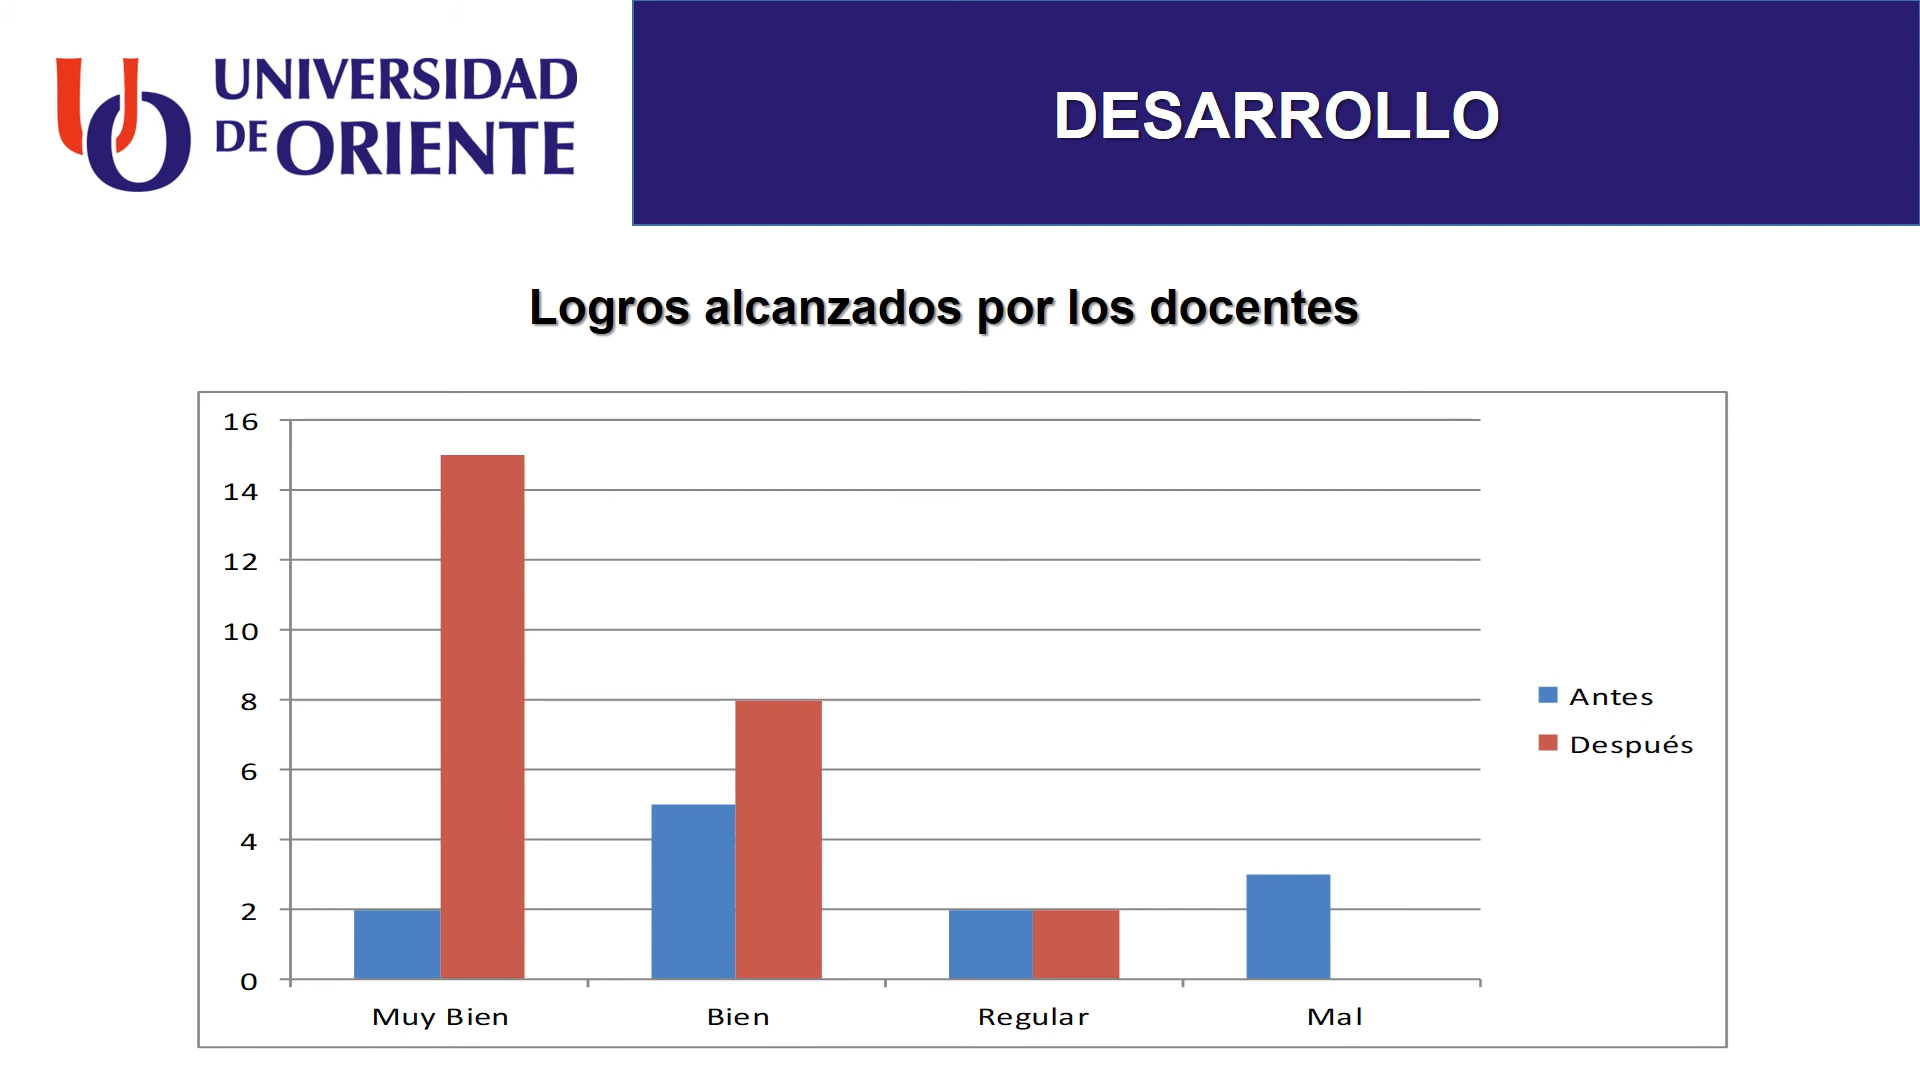 UNIVERSIDAD
DE ORIENTE
DESARROLLO
Logros alcanzados por los docentes
16
14
12
10
8
6
4
2
0
Muy Bien
Bien
Regular
Mal
Antes
Después